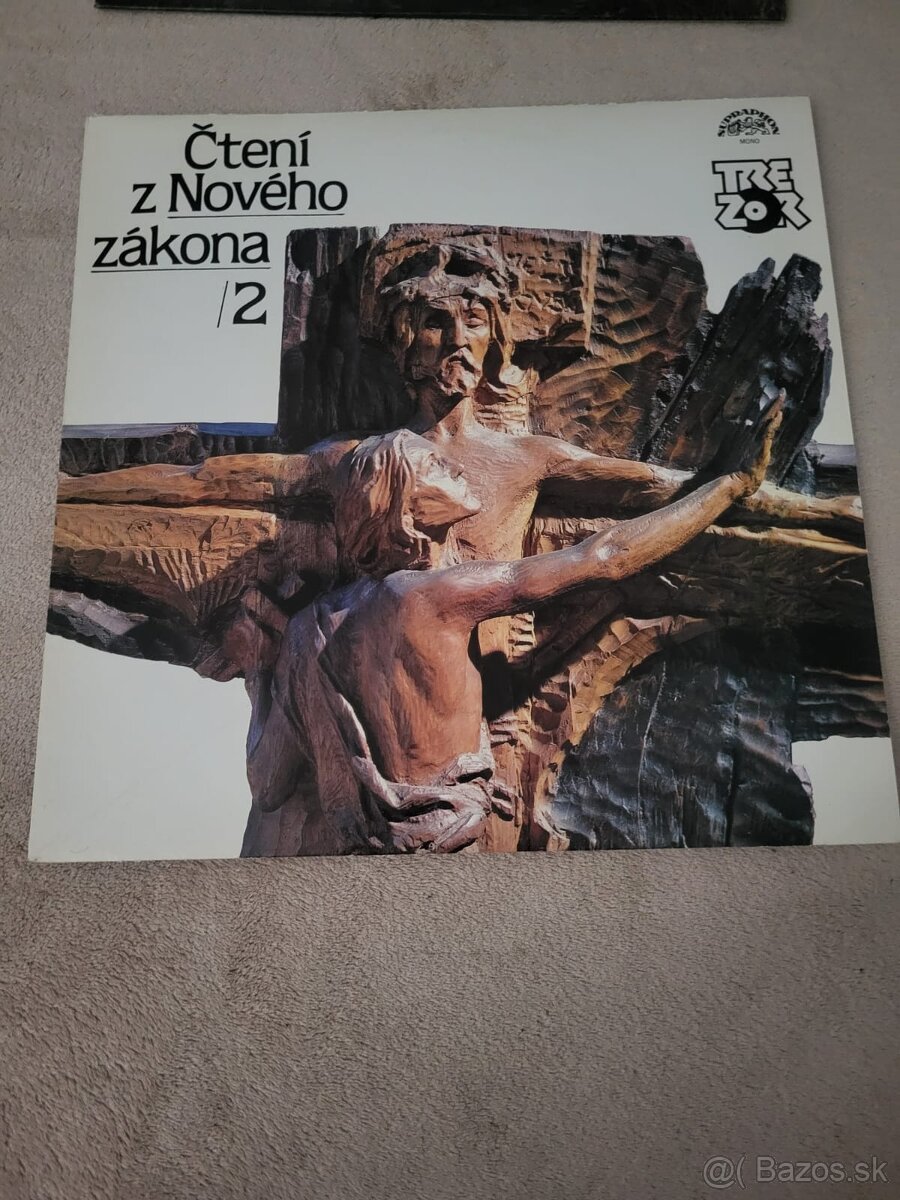 Čtení
z Nového
zákona
/2
SUPRAPHON
MONO
TRE
ZOR
@( Bazos.sk